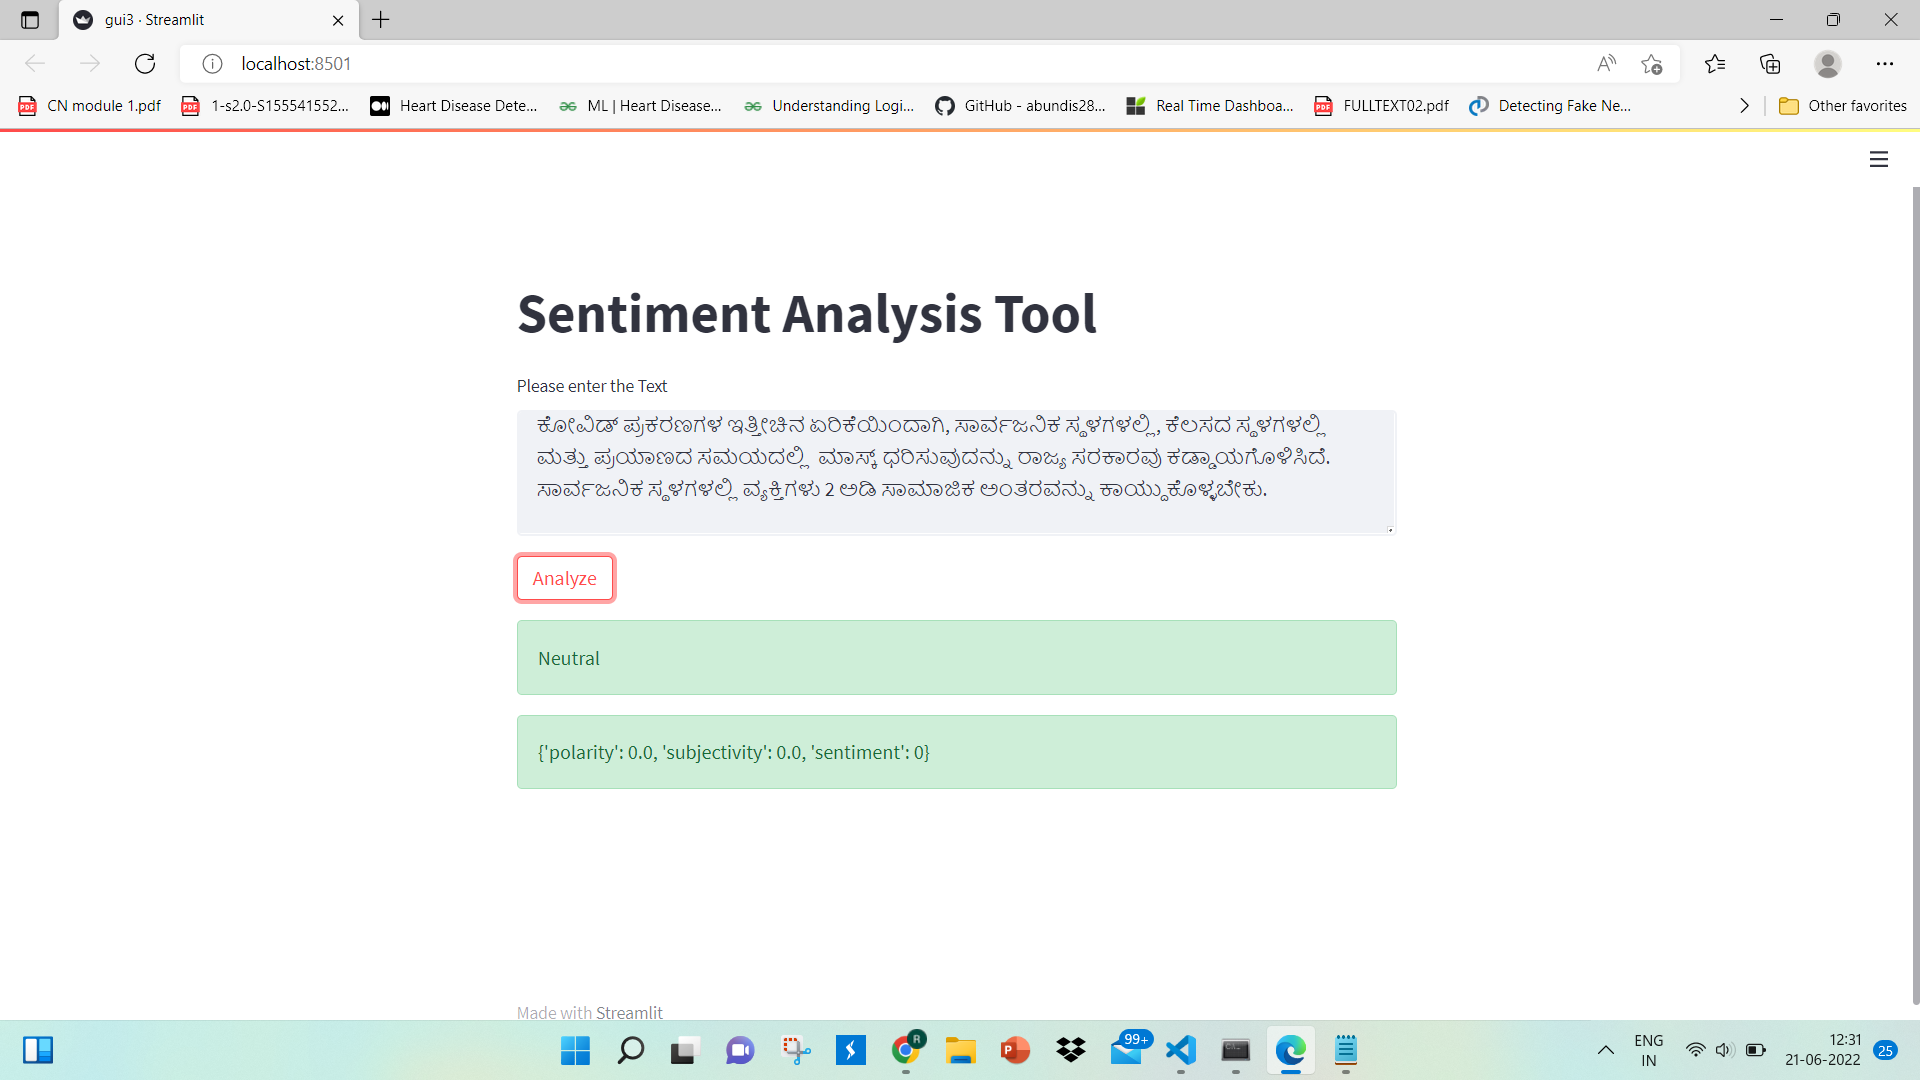 gui3 · Streamlit
localhost:8501
CN module 1.pdf
1-s2.0-S155541552...
Heart Disease Dete...
ML | Heart Disease...
Understanding Logi...
GitHub - abundis28...
Real Time Dashboa...
FULLTEXT02.pdf
Detecting Fake Ne...
Other favorites
Sentiment Analysis Tool
Please enter the Text
ಕೋವಿಡ್ ಪ್ರಕರಣಗಳ ಇತ್ತೀಚಿನ ಏರಿಕೆಯಿಂದಾಗಿ, ಸಾರ್ವಜನಿಕ ಸ್ಥಳಗಳಲ್ಲಿ, ಕೆಲಸದ ಸ್ಥಳಗಳಲ್ಲಿ
ಮತ್ತು ಪ್ರಯಾಣದ ಸಮಯದಲ್ಲಿ ಮಾಸ್ಕ್ ಧರಿಸುವುದನ್ನು ರಾಜ್ಯ ಸರಕಾರವು ಕಡ್ಡಾಯಗೊಳಿಸಿದೆ.
ಸಾರ್ವಜನಿಕ ಸ್ಥಳಗಳಲ್ಲಿ ವ್ಯಕ್ತಿಗಳು 2 ಅಡಿ ಸಾಮಾಜಿಕ ಅಂತರವನ್ನು ಕಾಯ್ದುಕೊಳ್ಳಬೇಕು.
Analyze
Neutral
{'polarity': 0.0, 'subjectivity': 0.0, 'sentiment': 0}
Made with Streamlit
R
99+
ENG
IN
12:31
21-06-2022
25